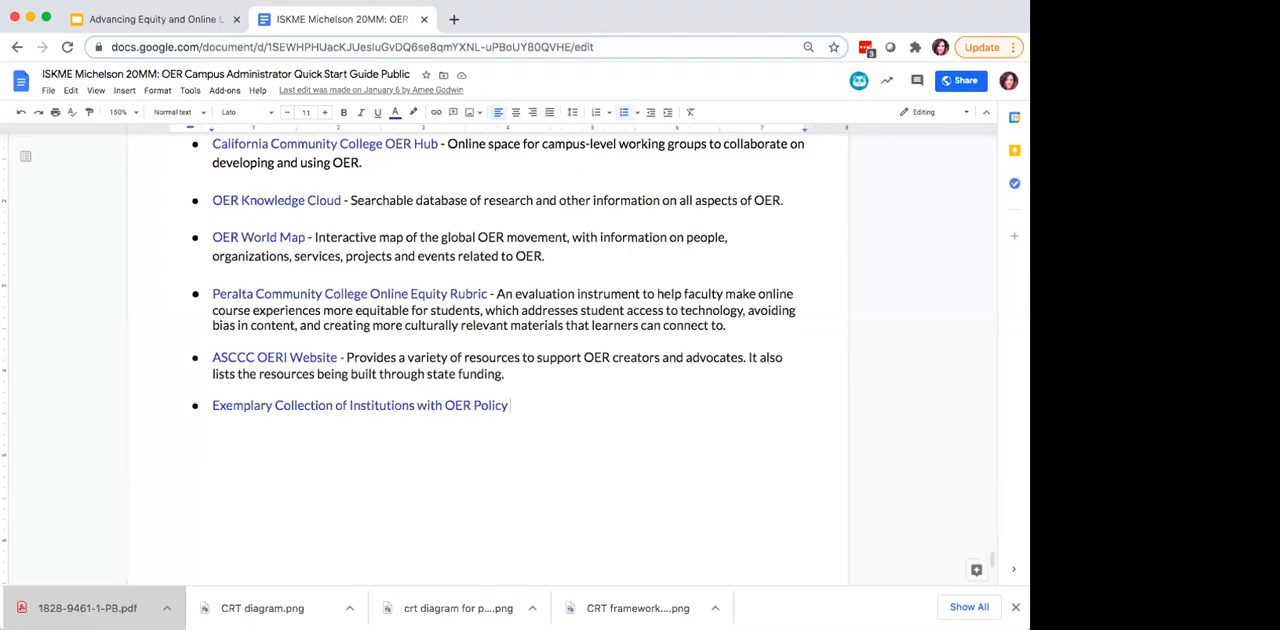 Advancing Equity and Online L
ISKME Michelson 20MM: OER
docs.google.com/document/d/1SEWHPHUacKJUesIuGvDQ6se8qmYXNL-uPBoUY80QVHE/edit
3
Update
ISKME Michelson 20MM: OER Campus Administrator Quick Start Guide Public
File Edit View Insert Format Tools Add-ons Help Last edit was made on January 6 by Amee Godwin
Share
150% Normal text Lato 11 B I U A Editing
1 2 3 4 5 6 7 8
California Community College OER Hub - Online space for campus-level working groups to collaborate on
developing and using OER.
OER Knowledge Cloud - Searchable database of research and other information on all aspects of OER.
OER World Map - Interactive map of the global OER movement, with information on people,
organizations, services, projects and events related to OER.
Peralta Community College Online Equity Rubric - An evaluation instrument to help faculty make online
course experiences more equitable for students, which addresses student access to technology, avoiding
bias in content, and creating more culturally relevant materials that learners can connect to.
ASCCC OERI Website - Provides a variety of resources to support OER creators and advocates. It also
lists the resources being built through state funding.
Exemplary Collection of Institutions with OER Policy
1828-9461-1-PB.pdf
CRT diagram.png
crt diagram for p....png
CRT framework....png
Show All